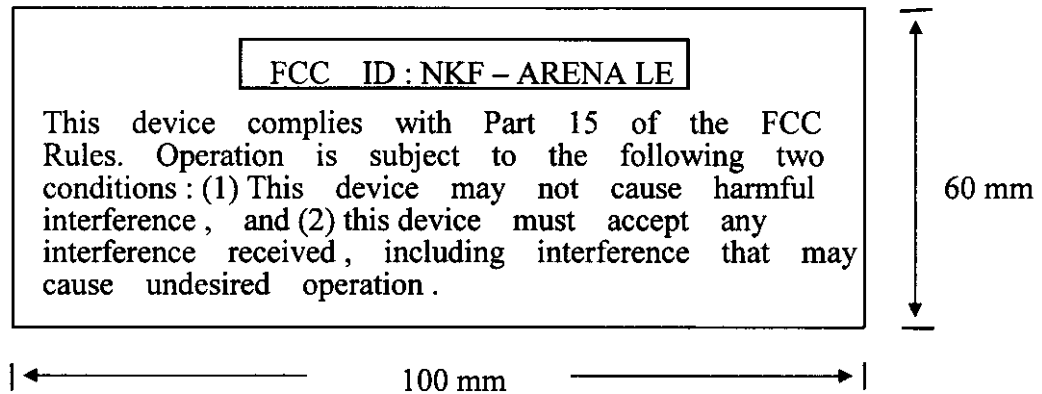 FCC ID : NKF – ARENA LE
This device complies with Part 15 of the FCC
Rules. Operation is subject to the following two
conditions : (1) This device may not cause harmful
interference , and (2) this device must accept any
interference received , including interference that may
cause undesired operation .
60 mm
100 mm